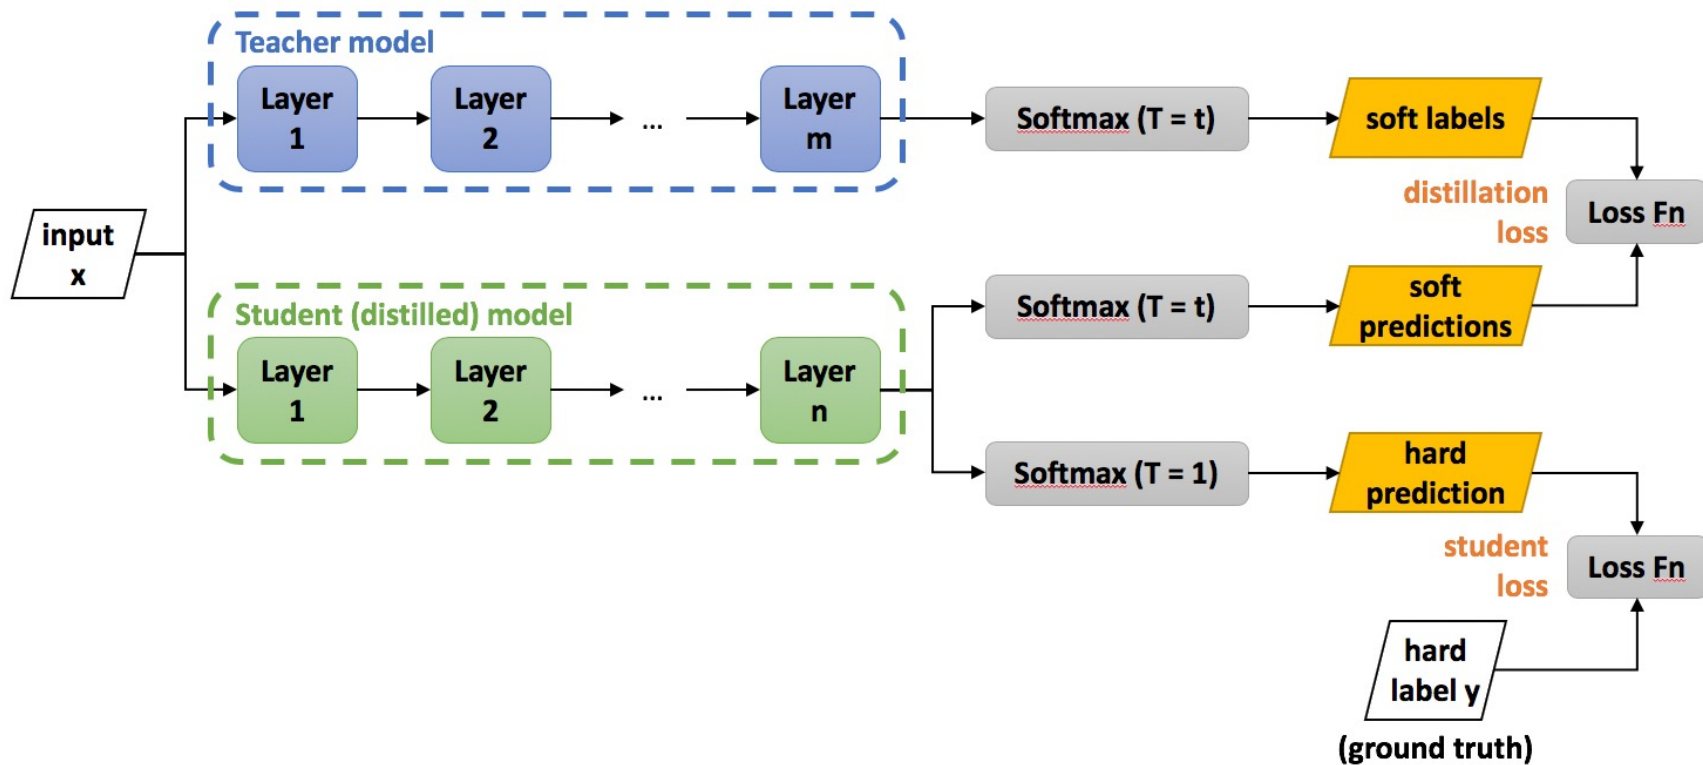 Teacher model
Layer
1
Layer
2
...
Layer
m
Softmax (T = t)
soft labels
distillation
loss
Loss Fn
input
x
Student (distilled) model
Layer
1
Layer
2
...
Layer
n
Softmax (T = t)
soft
predictions
Softmax (T = 1)
hard
prediction
student
loss
Loss Fn
hard
label y
(ground truth)